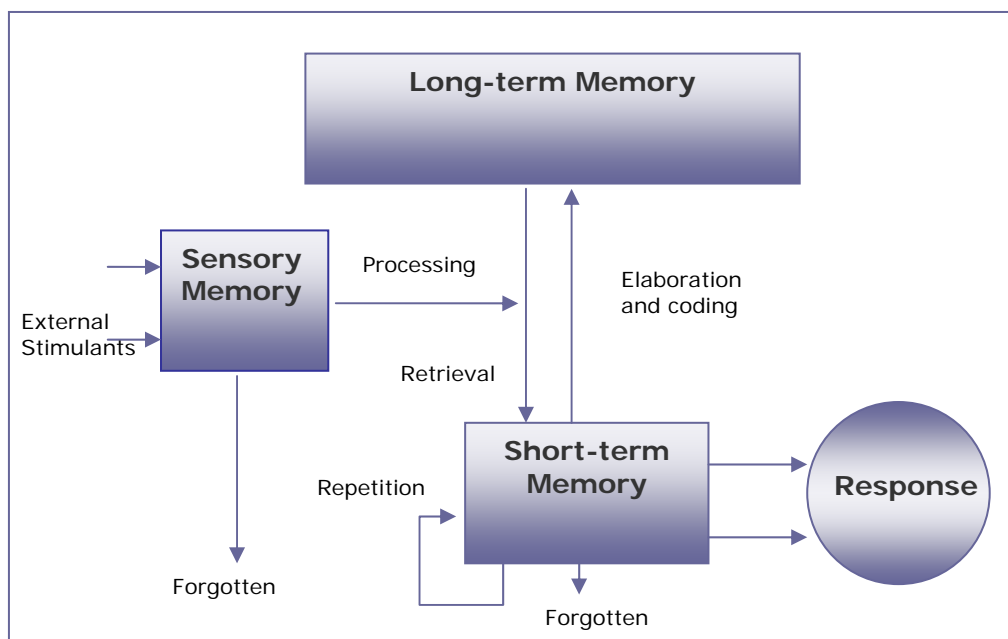 Long-term Memory
Sensory
Memory
Processing
Elaboration
and coding
External
Stimulants
Retrieval
Short-term
Memory
Repetition
Response
Forgotten
Forgotten